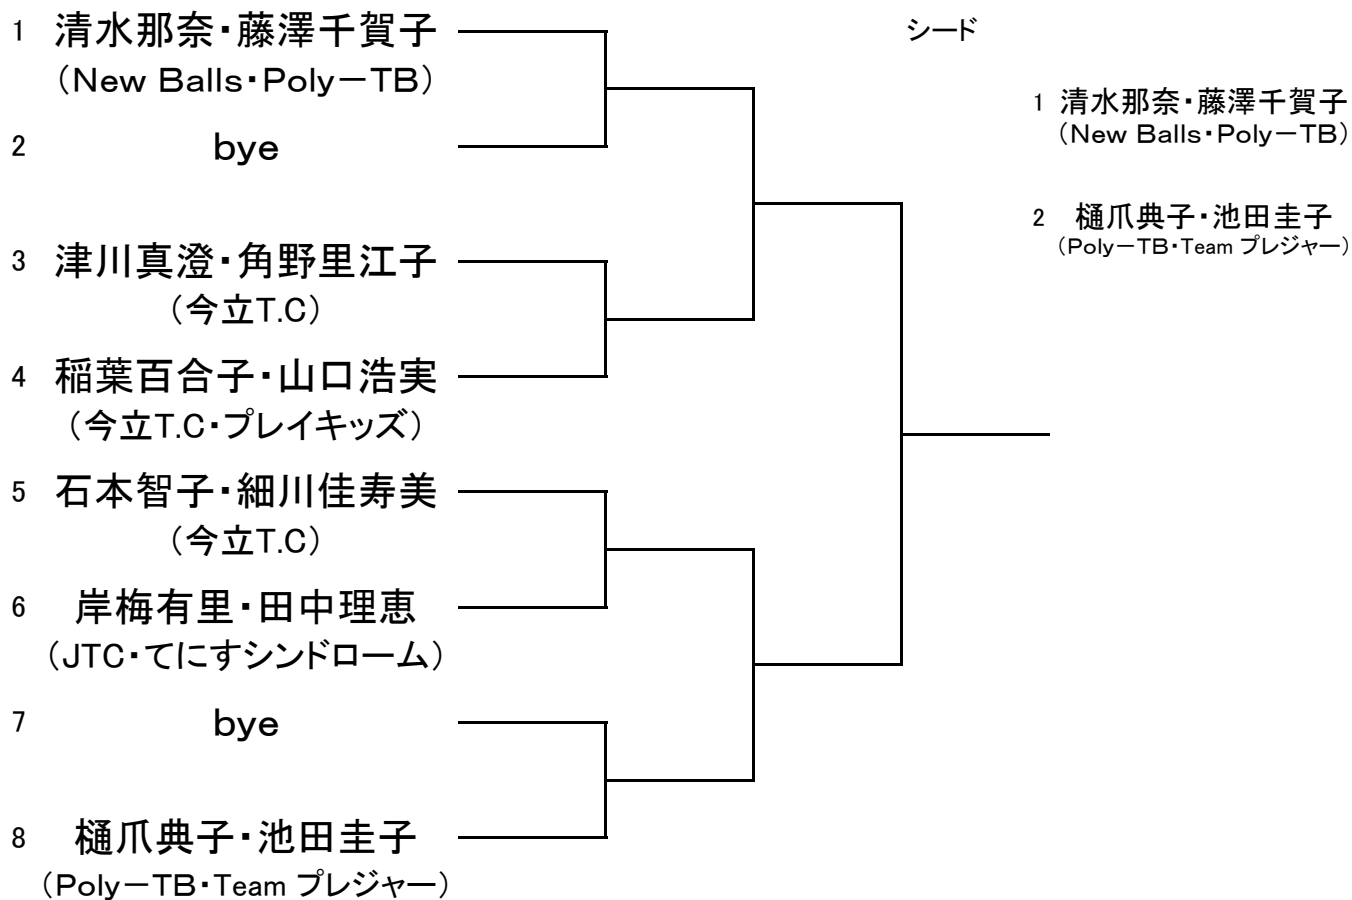 1 清水那奈・藤澤千賀子
（New Balls・Poly－TB）
2 bye
3 津川真澄・角野里江子
（今立T.C）
4 稲葉百合子・山口浩実
（今立T.C・プレイキッズ）
5 石本智子・細川佳寿美
（今立T.C）
6 岸梅有里・田中理恵
（JTC・てにすシンドローム）
7 bye
8 樋爪典子・池田圭子
（Poly－TB・Team プレジャー）
シード
1 清水那奈・藤澤千賀子
（New Balls・Poly－TB）
2 樋爪典子・池田圭子
（Poly－TB・Team プレジャー）